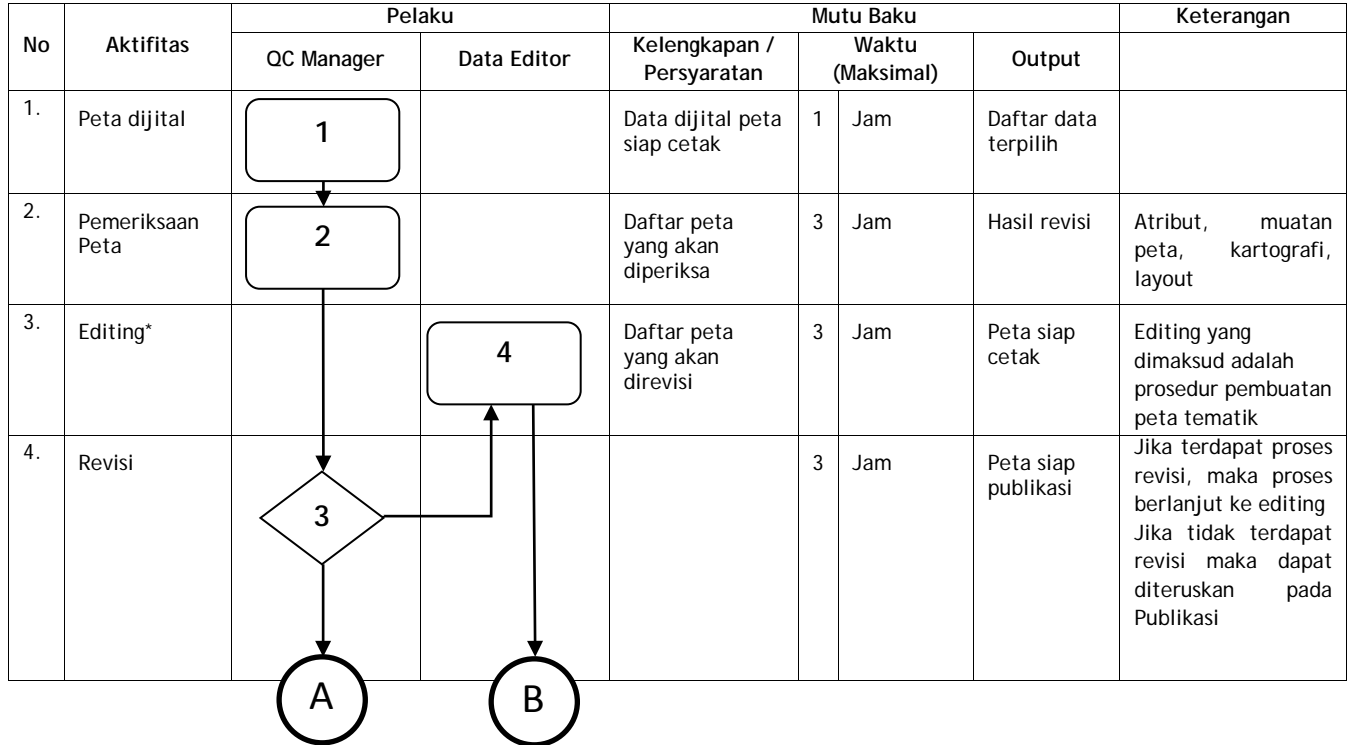 No
Aktifitas
Pelaku
Mutu Baku
Keterangan
QC Manager
Data Editor
Kelengkapan /
Persyaratan
Waktu
(Maksimal)
Output
1.
Peta dijital
1
Data dijital peta
siap cetak
1
Jam
Daftar data
terpilih
2.
Pemeriksaan
Peta
2
Daftar peta
yang akan
diperiksa
3
Jam
Hasil revisi
Atribut, muatan
peta, kartografi,
layout
3.
Editing*
4
Daftar peta
yang akan
direvisi
3
Jam
Peta siap
cetak
Editing yang
dimaksud adalah
prosedur pembuatan
peta tematik
4.
Revisi
3
3
Jam
Peta siap
publikasi
Jika terdapat proses
revisi, maka proses
berlanjut ke editing
Jika tidak terdapat
revisi maka dapat
diteruskan pada
Publikasi
A
B